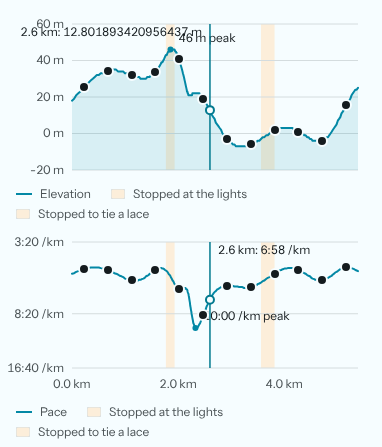 60 m
2.6 km: 12.801893420956437 m
46 m peak
40 m
20 m
0 m
−20 m
Elevation
Stopped at the lights
Stopped to tie a lace
3:20 /km
2.6 km: 6:58 /km
8:20 /km
0:00 /km peak
16:40 /km
0.0 km
2.0 km
4.0 km
Pace
Stopped at the lights
Stopped to tie a lace